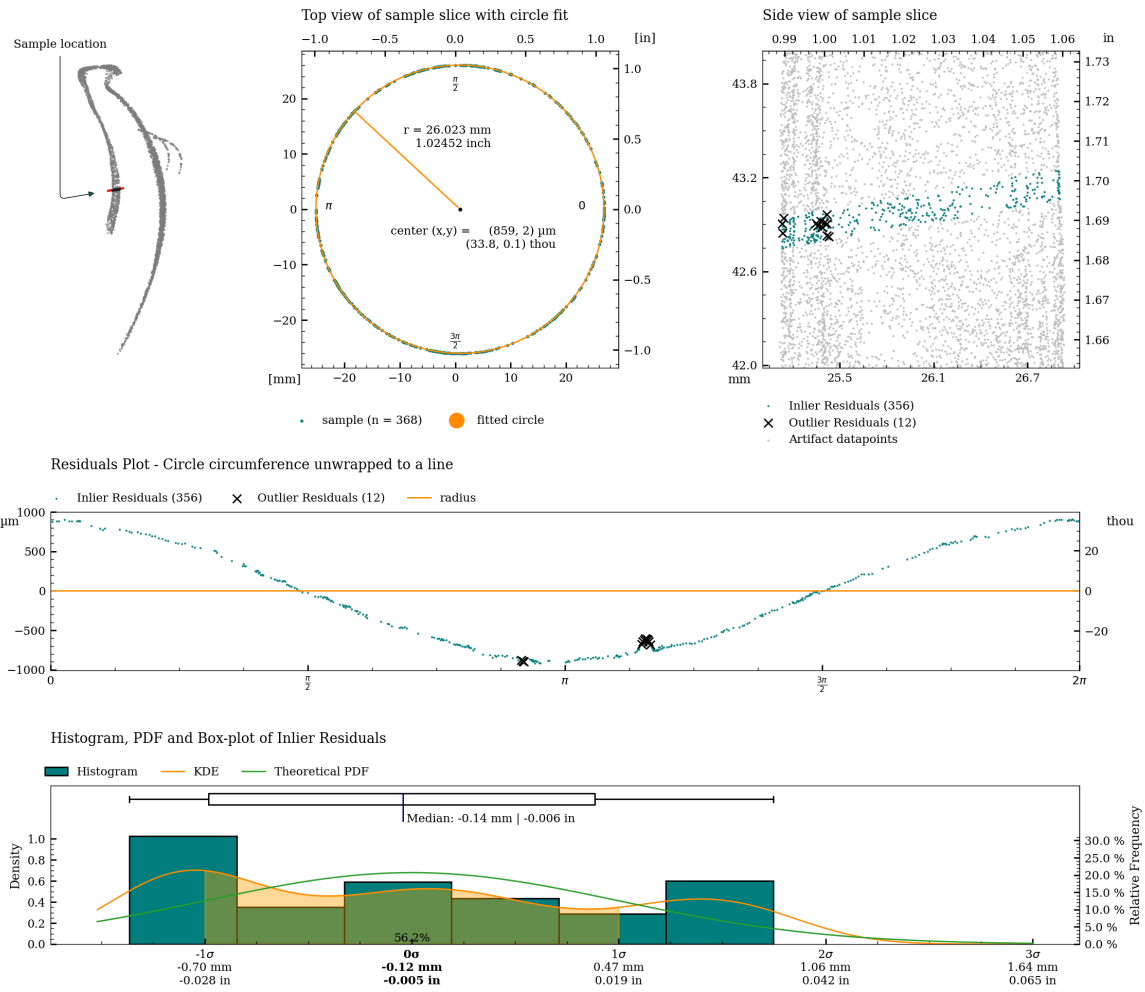 Sample location
Top view of sample slice with circle fit
−1.0 −0.5 0.0 0.5 1.0 [in]
20
10
0
−10
−20
1.0
0.5
0.0
−0.5
−1.0
π/2
r = 26.023 mm
1.02452 inch
π 0
center (x,y) = (859, 2) µm
(33.8, 0.1) thou
3π/2
[mm] −20 −10 0 10 20
sample (n = 368) fitted circle
Side view of sample slice
0.99 1.00 1.01 1.02 1.03 1.04 1.05 1.06 in
43.8
43.2
42.6
42.0
1.73
1.72
1.71
1.70
1.69
1.68
1.67
1.66
mm 25.5 26.1 26.7
Inlier Residuals (356)
Outlier Residuals (12)
Artifact datapoints
Residuals Plot - Circle circumference unwrapped to a line
Inlier Residuals (356) Outlier Residuals (12) radius
µm
1000
500
0
−500
−1000
thou
20
0
−20
0 π/2 π 3π/2 2π
Histogram, PDF and Box-plot of Inlier Residuals
Histogram KDE Theoretical PDF
Median: -0.14 mm | -0.006 in
Density
1.0
0.8
0.6
0.4
0.2
0.0
56.2%
Relative Frequency
30.0 %
25.0 %
20.0 %
15.0 %
10.0 %
5.0 %
0.0 %
-1σ 0σ 1σ 2σ 3σ
-0.70 mm -0.12 mm 0.47 mm 1.06 mm 1.64 mm
-0.028 in -0.005 in 0.019 in 0.042 in 0.065 in